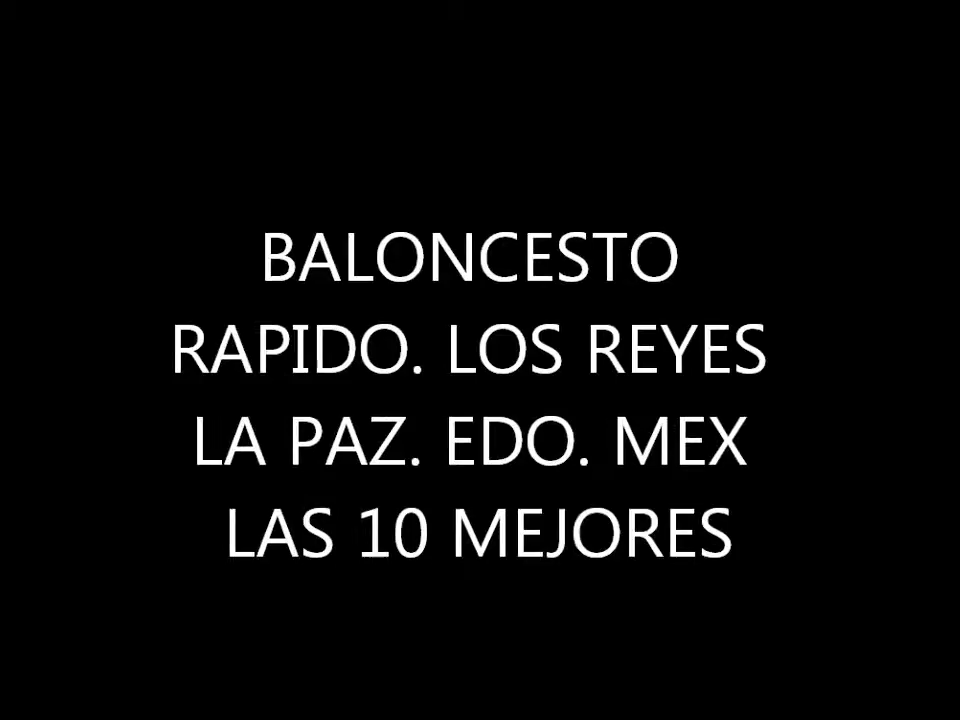 BALONCESTO
RAPIDO. LOS REYES
LA PAZ. EDO. MEX
LAS 10 MEJORES